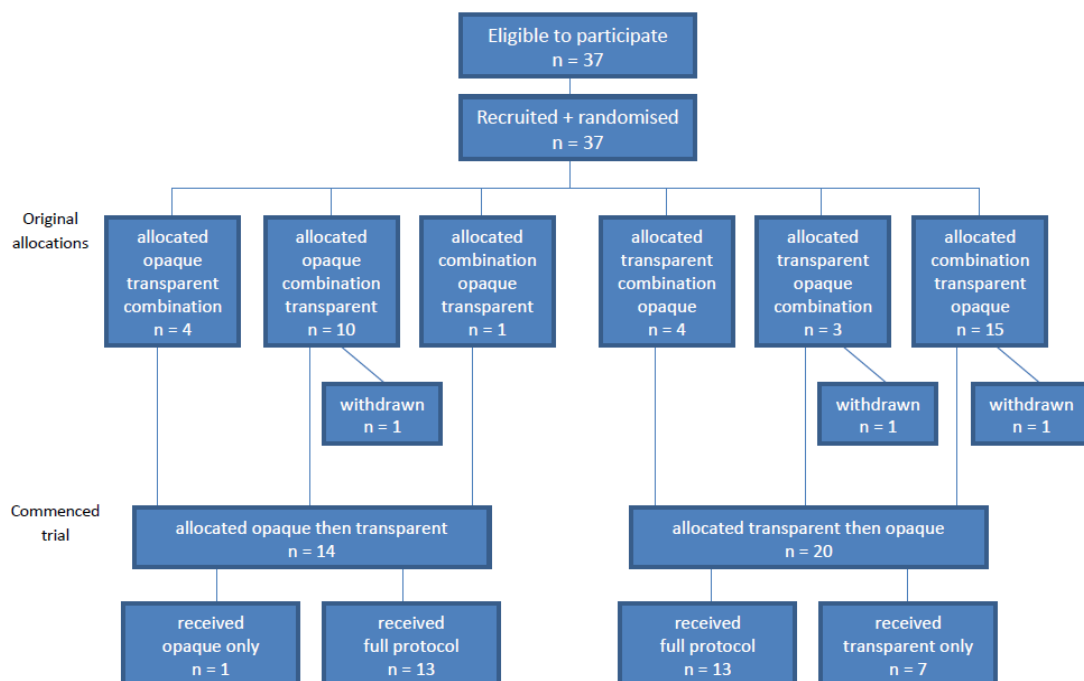 Eligible to participate
n = 37
Recruited + randomised
n = 37
Original
allocations
allocated
opaque
transparent
combination
n = 4
allocated
opaque
combination
transparent
n = 10
allocated
combination
opaque
transparent
n = 1
allocated
transparent
combination
opaque
n = 4
allocated
transparent
opaque
combination
n = 3
allocated
combination
transparent
opaque
n = 15
withdrawn
n = 1
withdrawn
n = 1
withdrawn
n = 1
Commenced
trial
allocated opaque then transparent
n = 14
allocated transparent then opaque
n = 20
received
opaque only
n = 1
received
full protocol
n = 13
received
full protocol
n = 13
received
transparent only
n = 7